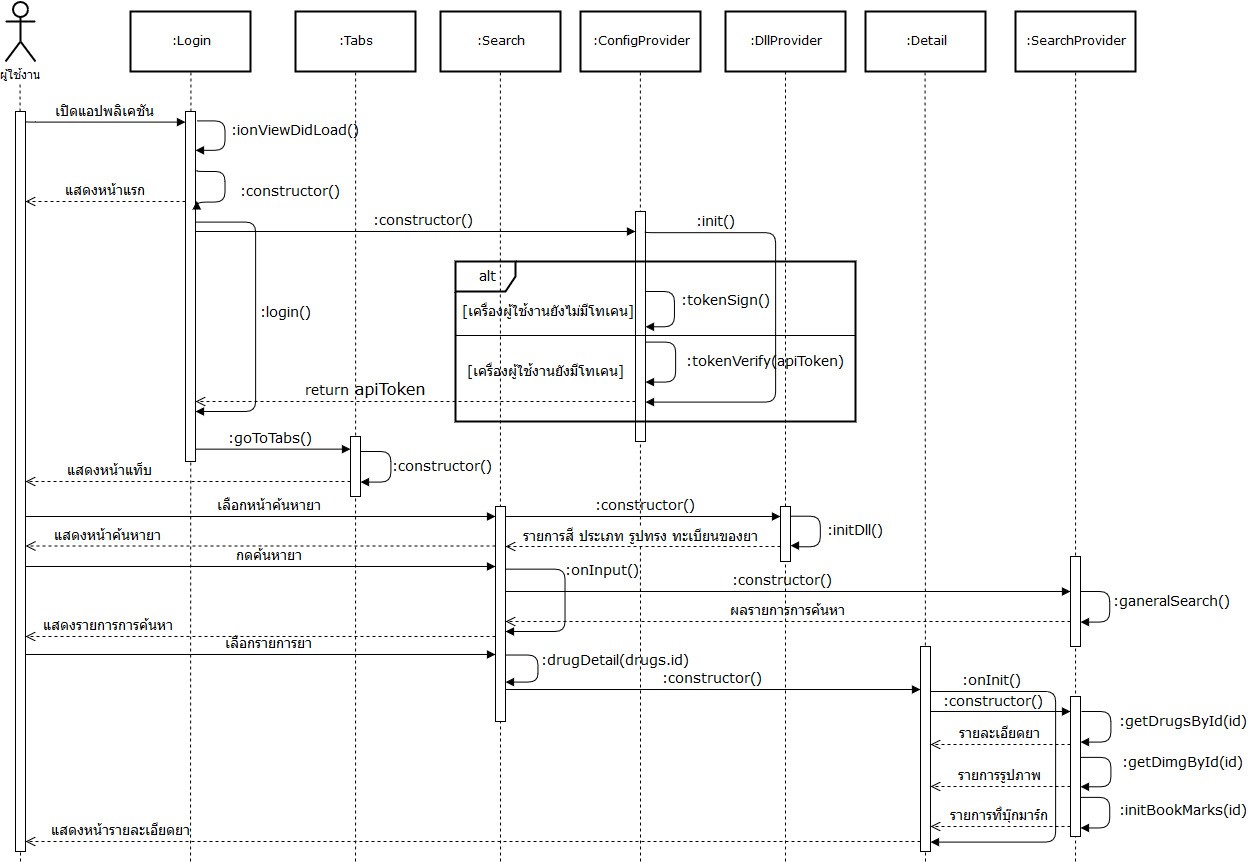 :Login
:Tabs
:Search
:ConfigProvider
:DllProvider
:Detail
:SearchProvider
ผู้ใช้งาน
เปิดแอปพลิเคชัน
:ionViewDidLoad()
แสดงหน้าแรก
:constructor()
:constructor()
:init()
alt
:tokenSign()
[เครื่องผู้ใช้งานยังไม่มีโทเคน]
:login()
:tokenVerify(apiToken)
[เครื่องผู้ใช้งานยังมีโทเคน]
return apiToken
:goToTabs()
แสดงหน้าแท็บ
:constructor()
เลือกหน้าค้นหายา
:constructor()
:initDll()
แสดงหน้าค้นหายา
รายการสี ประเภท รูปทรง ทะเบียนของยา
กดค้นหายา
:onInput()
:constructor()
:ganeralSearch()
ผลรายการการค้นหา
แสดงรายการการค้นหา
เลือกรายการยา
:drugDetail(drugs.id)
:constructor()
:onInit()
:constructor()
:getDrugsById(id)
รายละเอียดยา
:getDimgById(id)
รายการรูปภาพ
:initBookMarks(id)
รายการที่บุ๊กมาร์ก
แสดงหน้ารายละเอียดยา